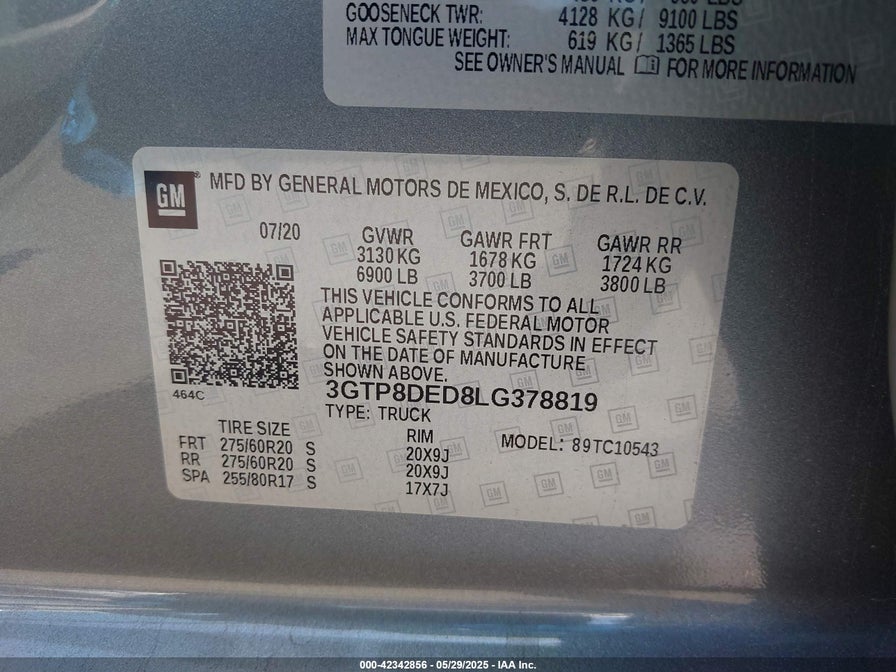 GOOSENECK TWR: 4128 KG / 9100 LBS
MAX TONGUE WEIGHT: 619 KG / 1365 LBS
SEE OWNER'S MANUAL FOR MORE INFORMATION
GM ® MFD BY GENERAL MOTORS DE MEXICO, S. DE R.L. DE C.V.
07/20 GVWR GAWR FRT GAWR RR
3130 KG 1678 KG 1724 KG
6900 LB 3700 LB 3800 LB
THIS VEHICLE CONFORMS TO ALL
APPLICABLE U.S. FEDERAL MOTOR
VEHICLE SAFETY STANDARDS IN EFFECT
ON THE DATE OF MANUFACTURE
SHOWN ABOVE.
464C
3GTP8DED8LG378819
TYPE: TRUCK
TIRE SIZE RIM MODEL: 89TC10543
FRT 275/60R20 S 20X9J
RR 275/60R20 S 20X9J
SPA 255/80R17 S 17X7J
000-42342856 - 05/29/2025 - IAA Inc.